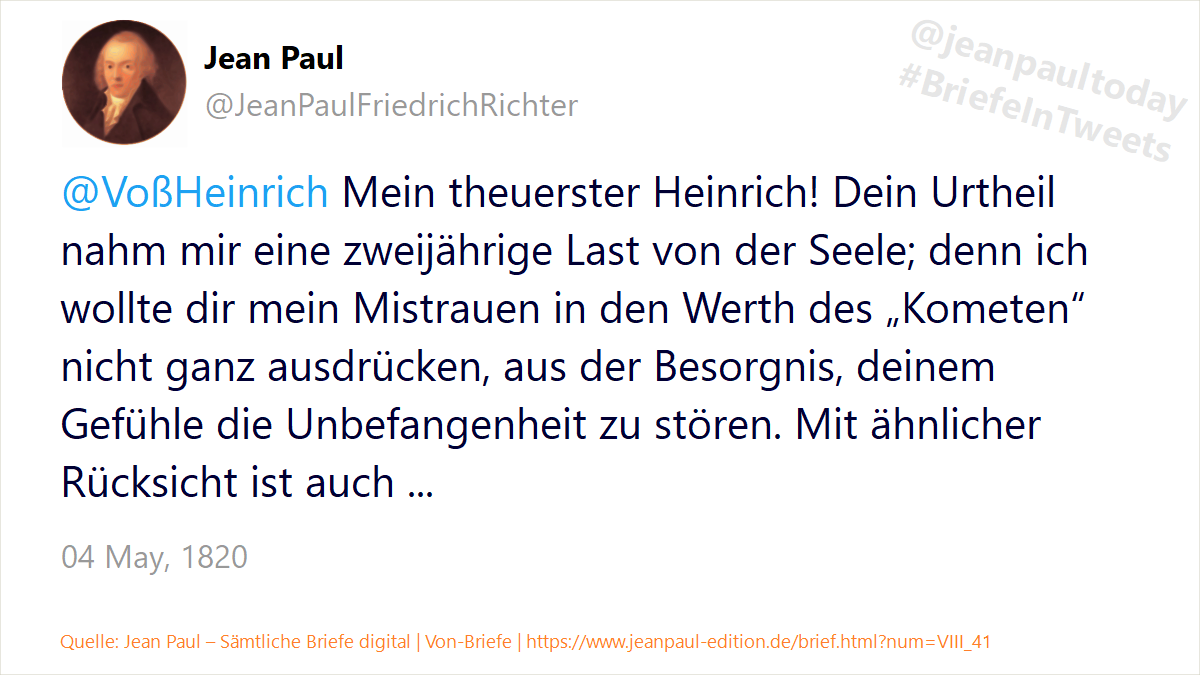 Jean Paul
@JeanPaulFriedrichRichter
@jeanpaultoday
#BriefeInTweets
@VoßHeinrich Mein theuerster Heinrich! Dein Urtheil
nahm mir eine zweijährige Last von der Seele; denn ich
wollte dir mein Mistrauen in den Werth des „Kometen“
nicht ganz ausdrücken, aus der Besorgnis, deinem
Gefühle die Unbefangenheit zu stören. Mit ähnlicher
Rücksicht ist auch ...
04 May, 1820
Quelle: Jean Paul – Sämtliche Briefe digital | Von-Briefe | https://www.jeanpaul-edition.de/brief.html?num=VIII_41